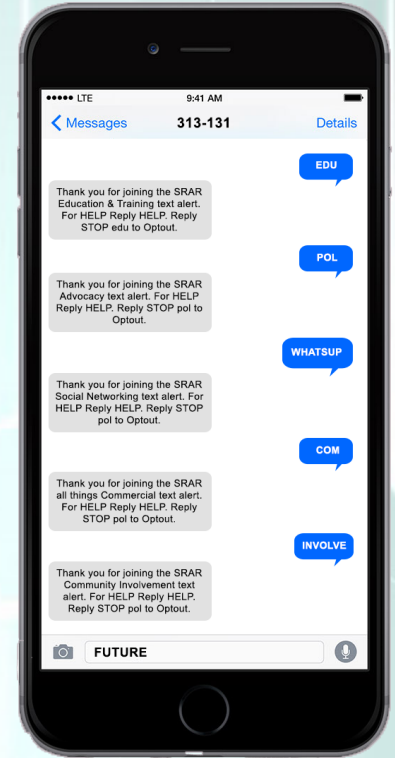 LTE 9:41 AM
Messages 313-131 Details
EDU
Thank you for joining the SRAR
Education & Training text alert.
For HELP Reply HELP. Reply
STOP edu to Optout.
POL
Thank you for joining the SRAR
Advocacy text alert. For HELP
Reply HELP. Reply STOP pol to
Optout.
WHATSUP
Thank you for joining the SRAR
Social Networking text alert. For
HELP Reply HELP. Reply STOP
pol to Optout.
COM
Thank you for joining the SRAR
all things Commercial text alert.
For HELP Reply HELP. Reply
STOP pol to Optout.
INVOLVE
Thank you for joining the SRAR
Community Involvement text
alert. For HELP Reply HELP.
Reply STOP pol to Optout.
FUTURE